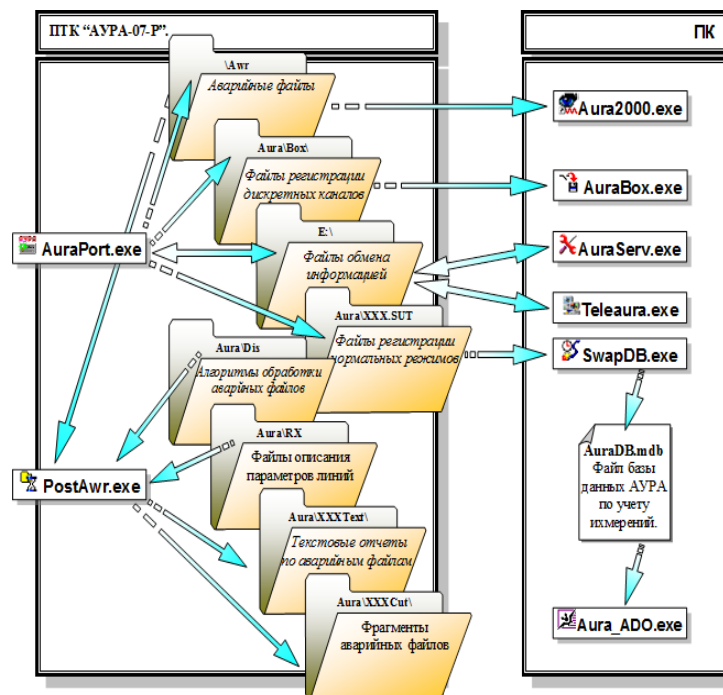 ПТК “АУРА-07-Р”.
ПК
\Awr
Аварийные файлы
Aura2000.exe
Aura\Box\
Файлы регистрации
дискретных каналов
AuraBox.exe
АУРА
AuraPort.exe
E:\
Файлы обмена
информацией
AuraServ.exe
Teleaura.exe
Aura\XXX.SUT
Файлы регистрации
нормальных режимов
SwapDB.exe
Aura\Dis
Алгоритмы обработки
аварийных файлов
AuraDB.mdb
Файл базы
данных АУРА
по учету
ихмерений.
Aura\RX
Файлы описания
параметров линий
PostAwr.exe
Aura\XXXText\
Текстовые отчеты
по аварийным файлам
Aura\XXXCut\
Фрагменты
аварийных файлов
Aura_ADO.exe